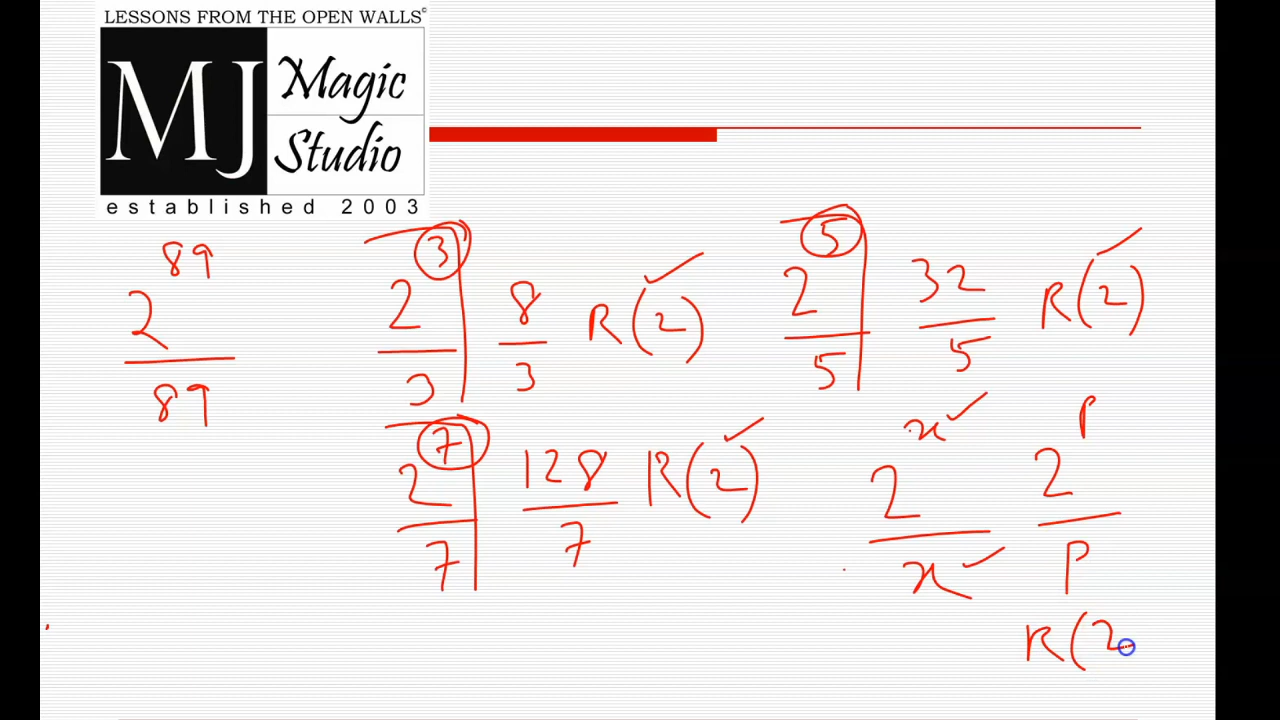 LESSONS FROM THE OPEN WALLS©
MJ Magic Studio
established 2003
2^89 / 89
2^3 / 3 8 / 3 R(2) ✓
2^5 / 5 32 / 5 R(2) ✓
2^7 / 7 128 / 7 R(2) ✓
2^x ✓ / x ✓
2^P / P
R(2